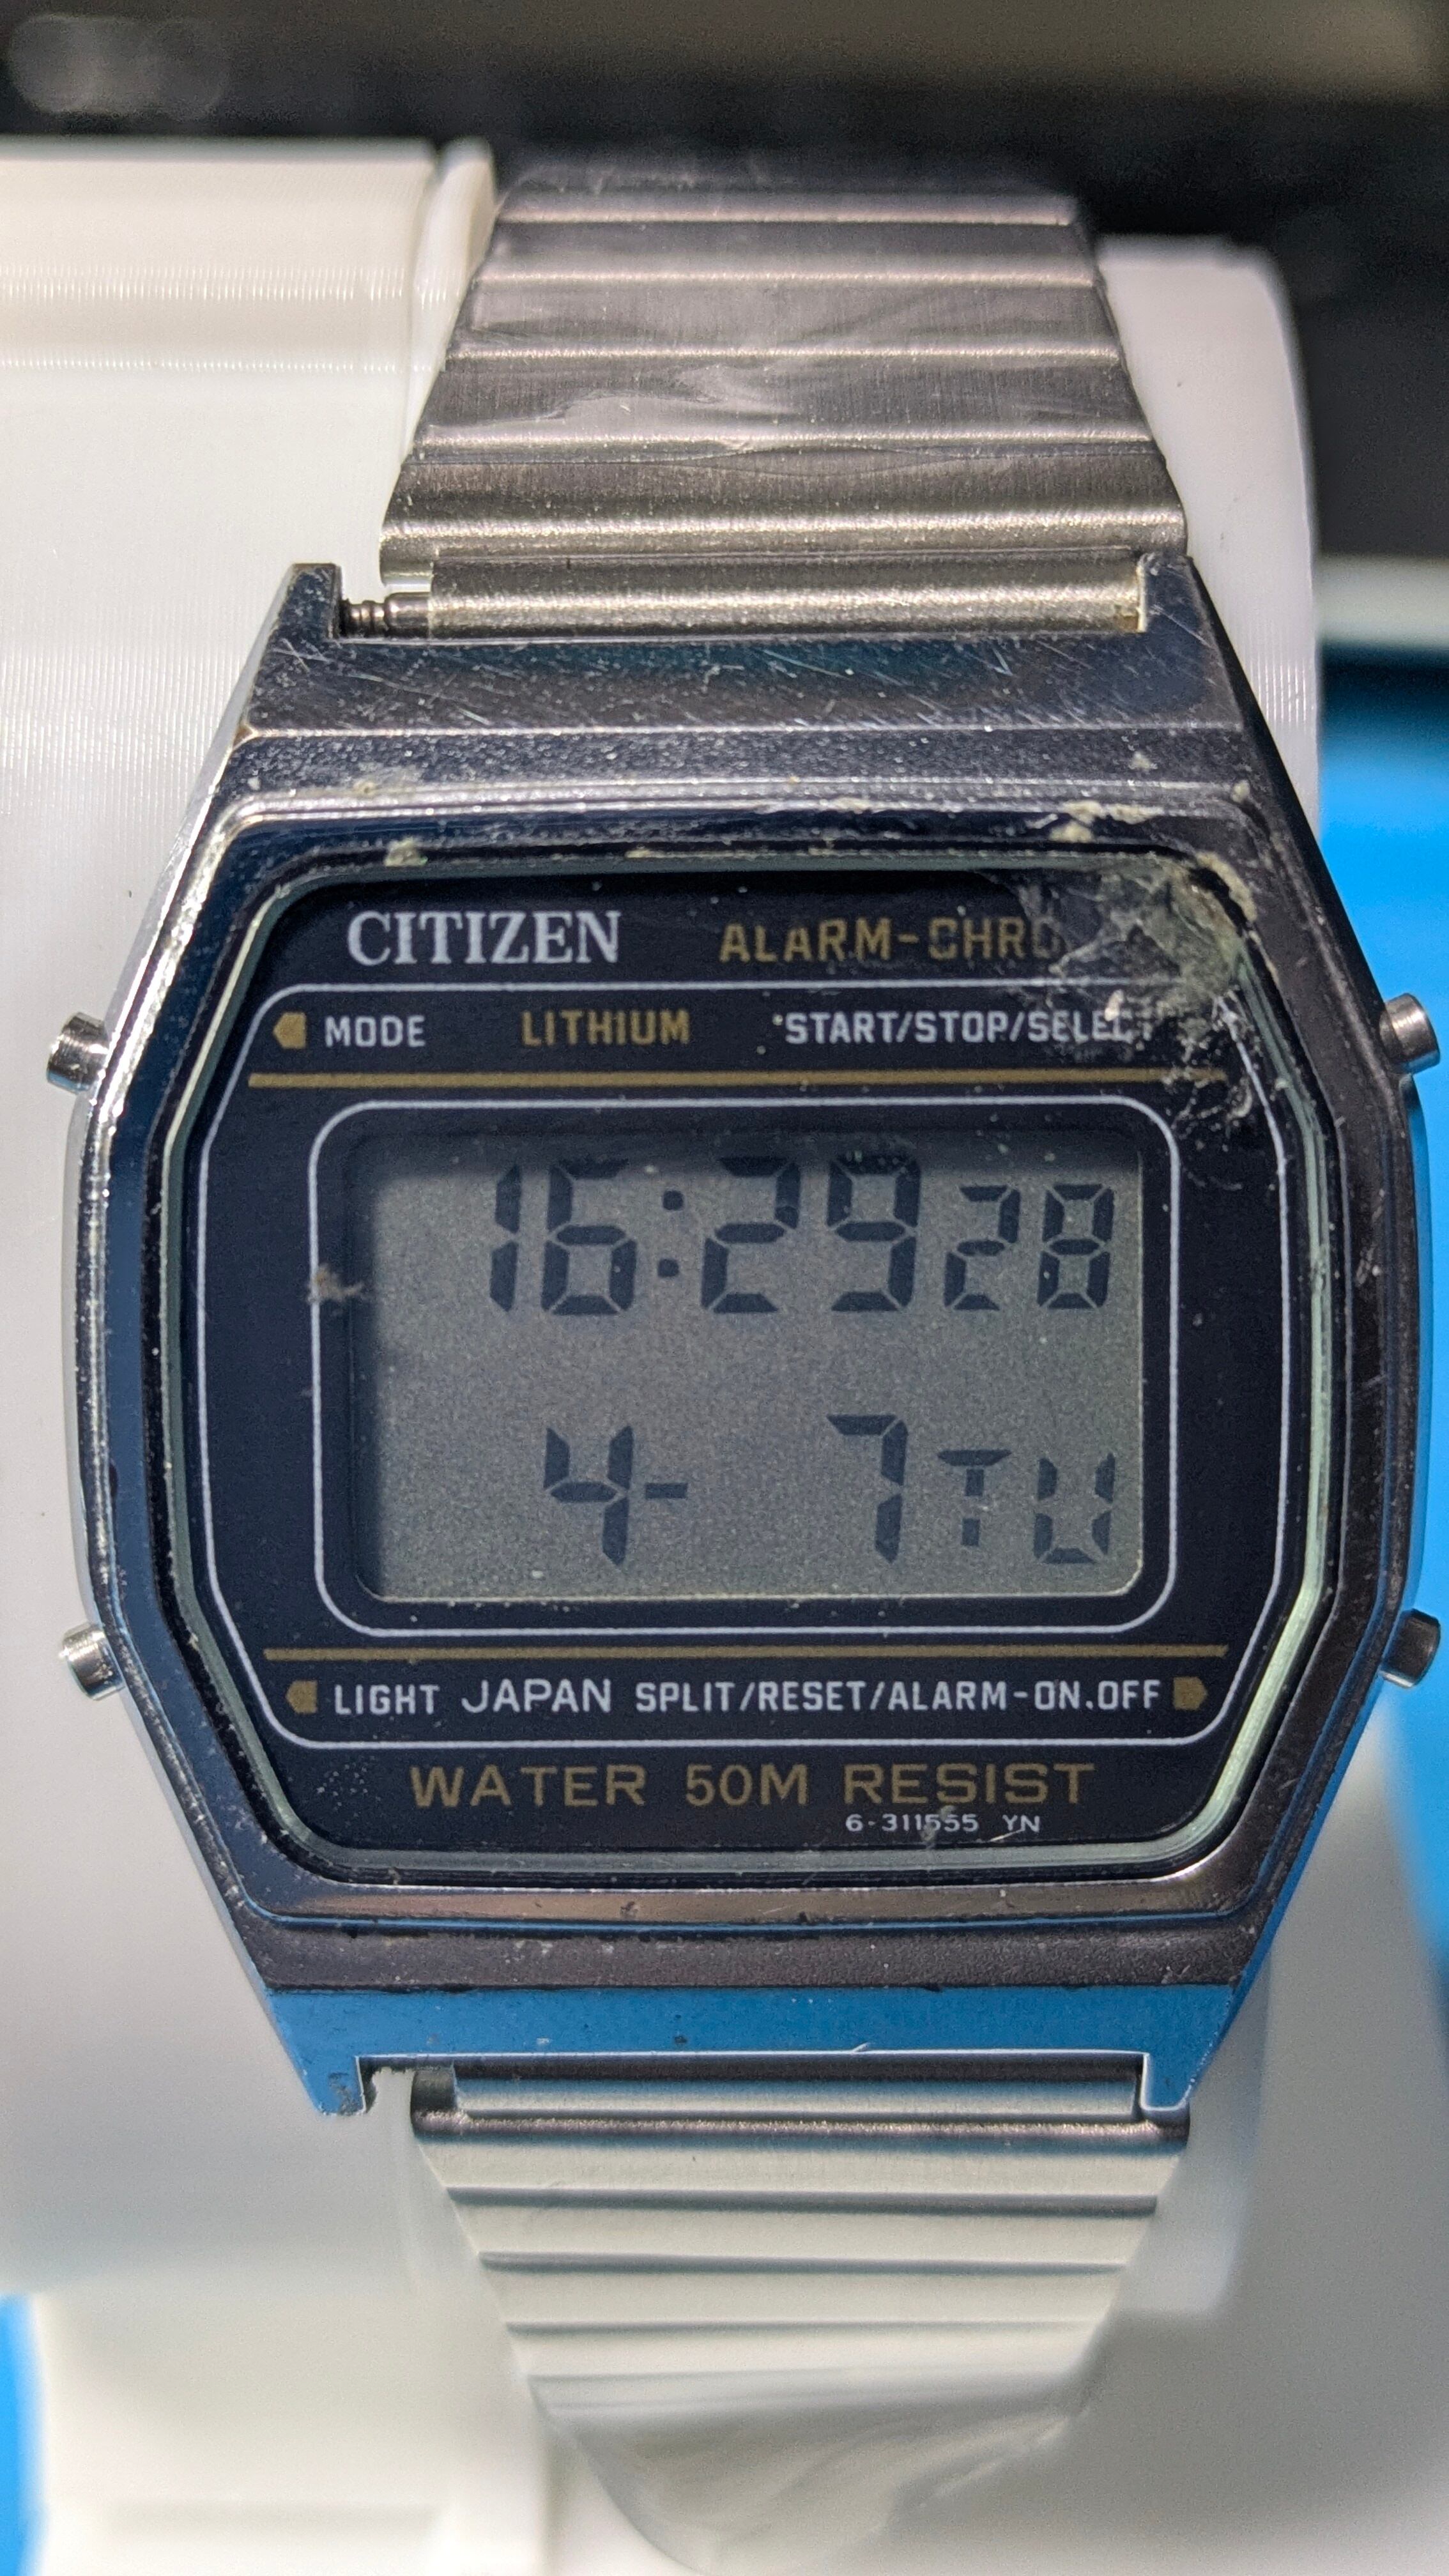 CITIZEN ALARM-CHRO
MODE LITHIUM START/STOP/SELECT
16:29 28
4- 7 TU
LIGHT JAPAN SPLIT/RESET/ALARM-ON.OFF
WATER 50M RESIST
6-311555 YN